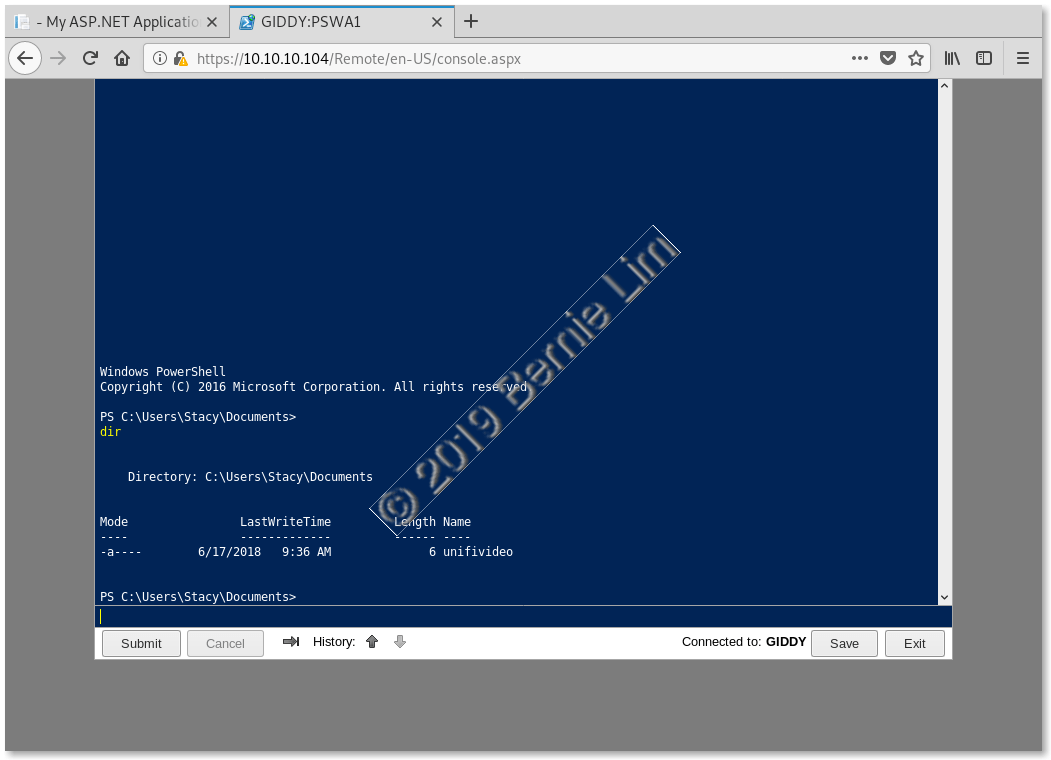 - My ASP.NET Applicatio
GIDDY:PSWA1
https://10.10.10.104/Remote/en-US/console.aspx
Windows PowerShell
Copyright (C) 2016 Microsoft Corporation. All rights reserved.
PS C:\Users\Stacy\Documents>
dir
Directory: C:\Users\Stacy\Documents
Mode LastWriteTime Length Name
---- ------------- ------ ----
-a---- 6/17/2018 9:36 AM 6 unifivideo
PS C:\Users\Stacy\Documents>
© 2019 Bernie Lim
Submit Cancel History: Connected to: GIDDY Save Exit